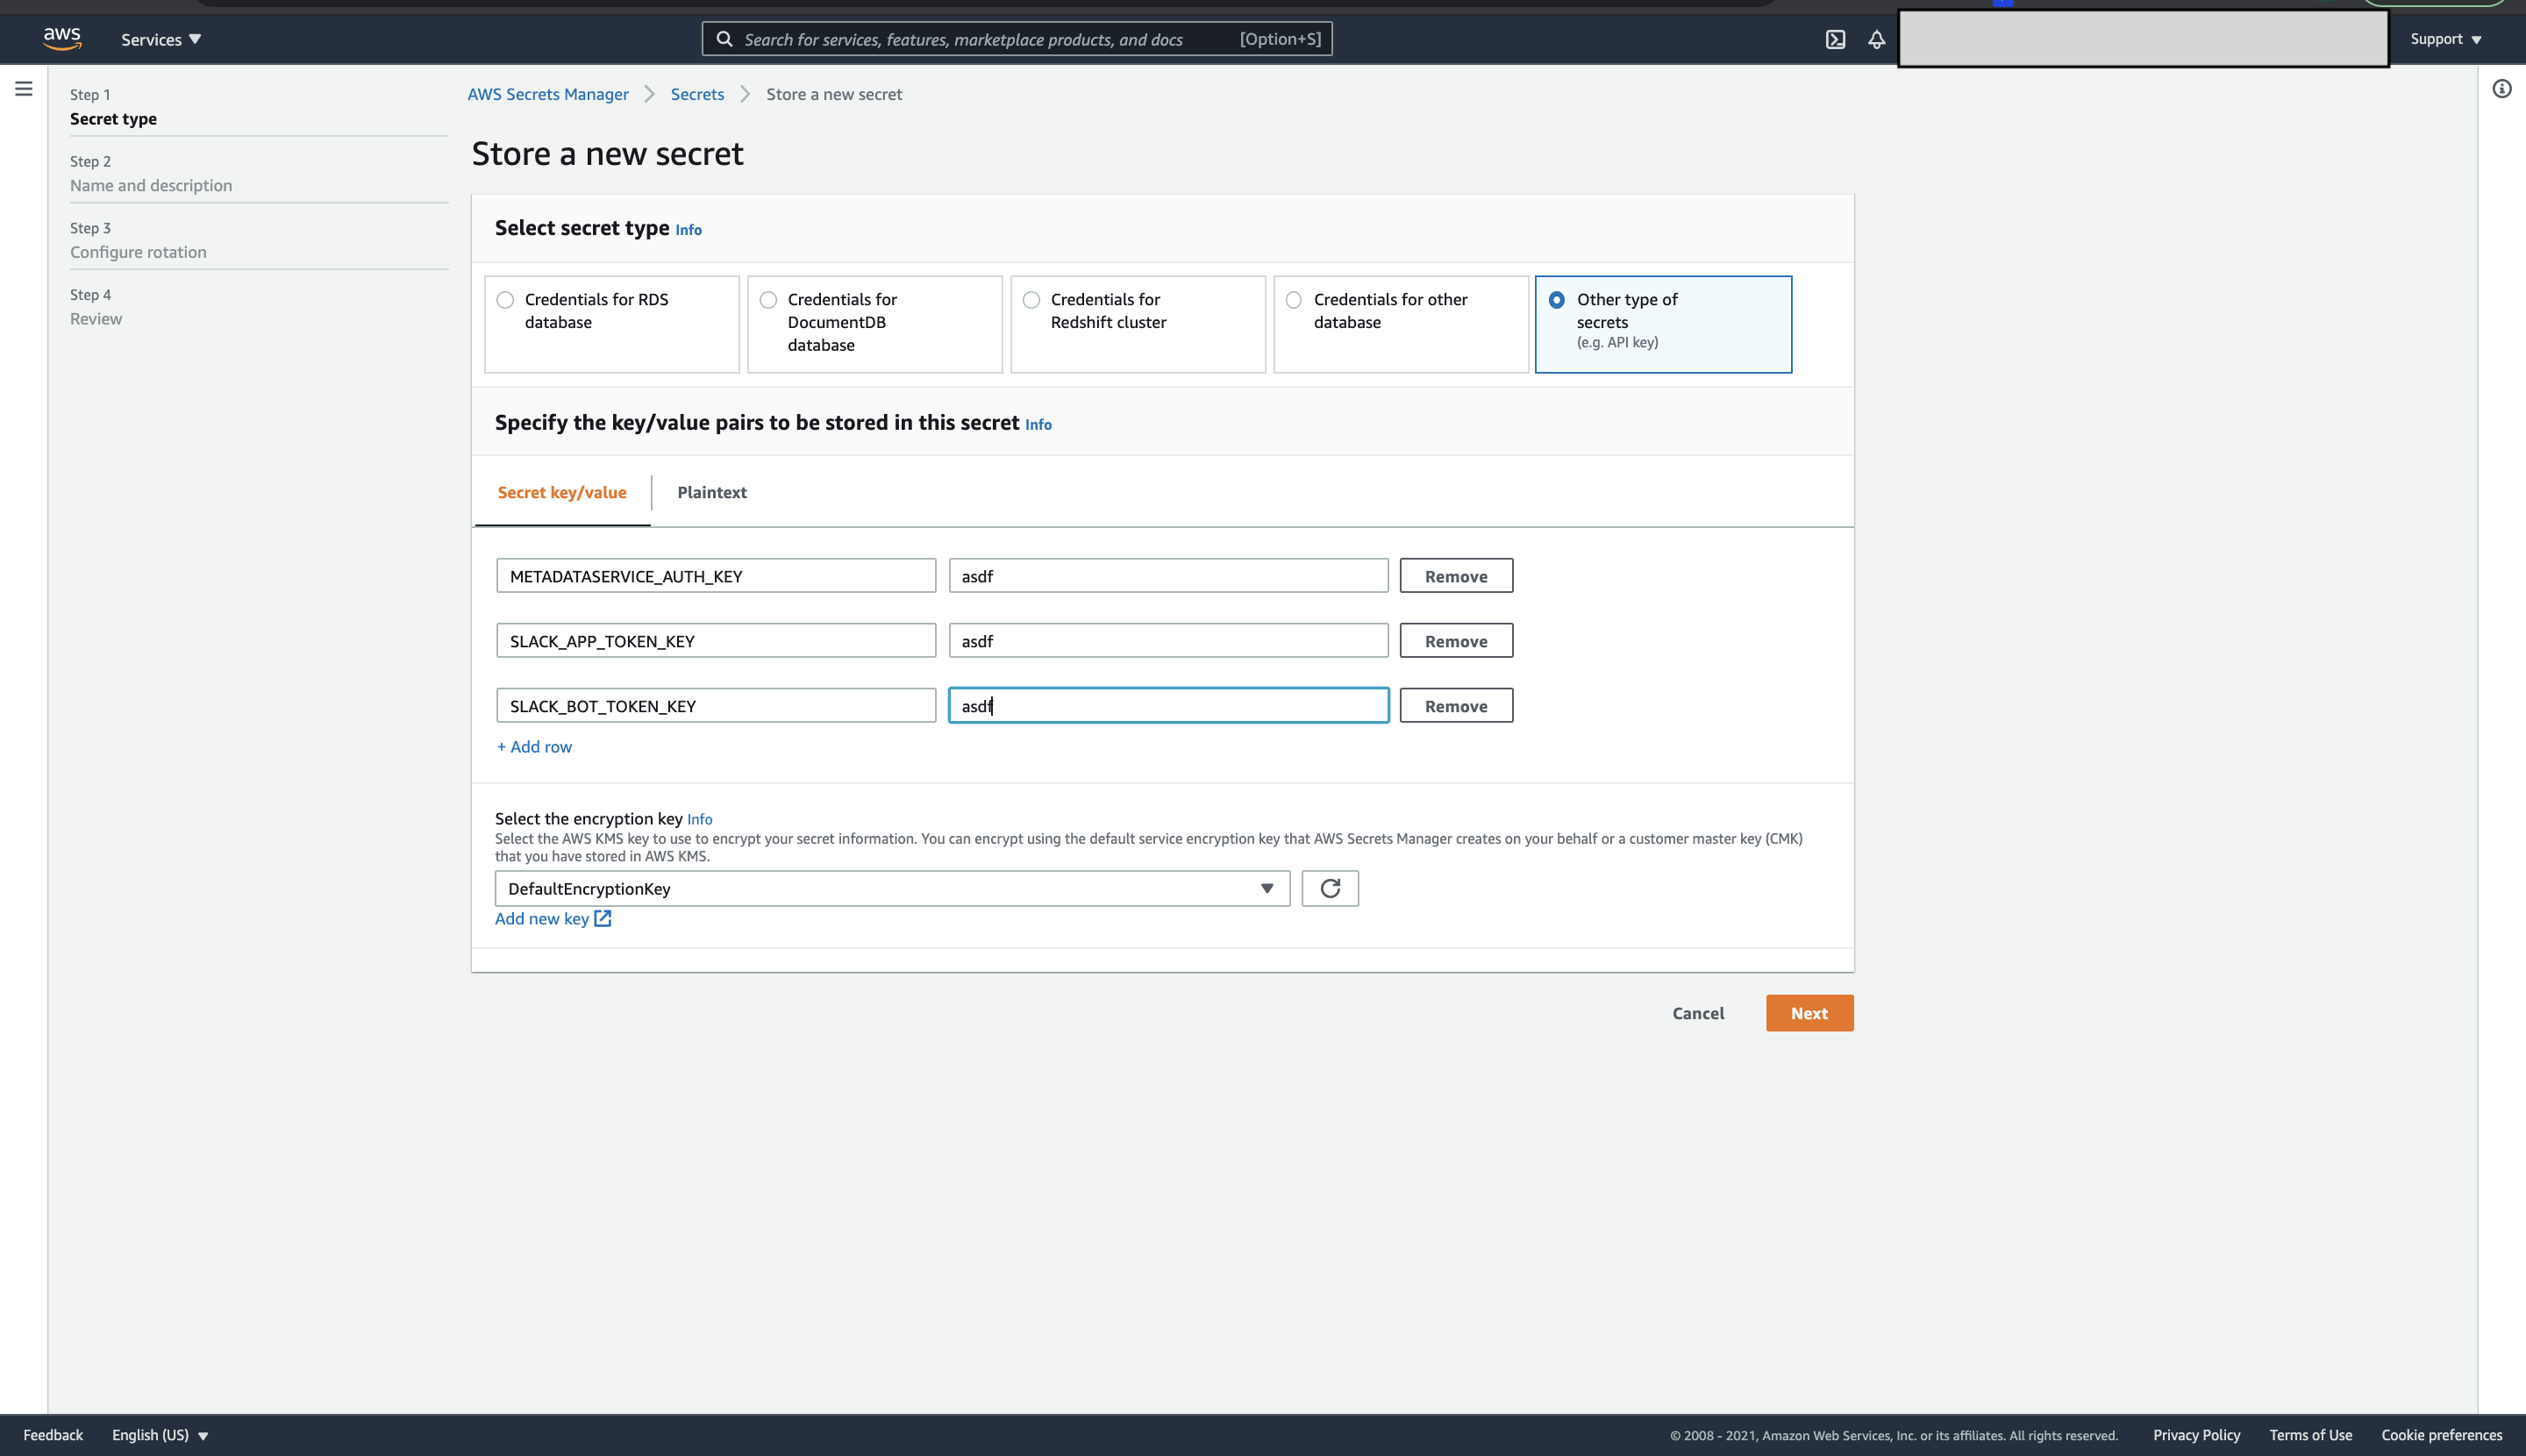 aws
Services
Search for services, features, marketplace products, and docs [Option+S]
Support
Step 1
Secret type
Step 2
Name and description
Step 3
Configure rotation
Step 4
Review
AWS Secrets Manager
Secrets
Store a new secret
Store a new secret
Select secret type Info
Credentials for RDS
database
Credentials for
DocumentDB
database
Credentials for
Redshift cluster
Credentials for other
database
Other type of
secrets
(e.g. API key)
Specify the key/value pairs to be stored in this secret Info
Secret key/value
Plaintext
METADATASERVICE_AUTH_KEY
asdf
Remove
SLACK_APP_TOKEN_KEY
asdf
Remove
SLACK_BOT_TOKEN_KEY
asdf
Remove
+ Add row
Select the encryption key Info
Select the AWS KMS key to use to encrypt your secret information. You can encrypt using the default service encryption key that AWS Secrets Manager creates on your behalf or a customer master key (CMK)
that you have stored in AWS KMS.
DefaultEncryptionKey
Add new key
Cancel
Next
Feedback
English (US)
© 2008 - 2021, Amazon Web Services, Inc. or its affiliates. All rights reserved.
Privacy Policy
Terms of Use
Cookie preferences